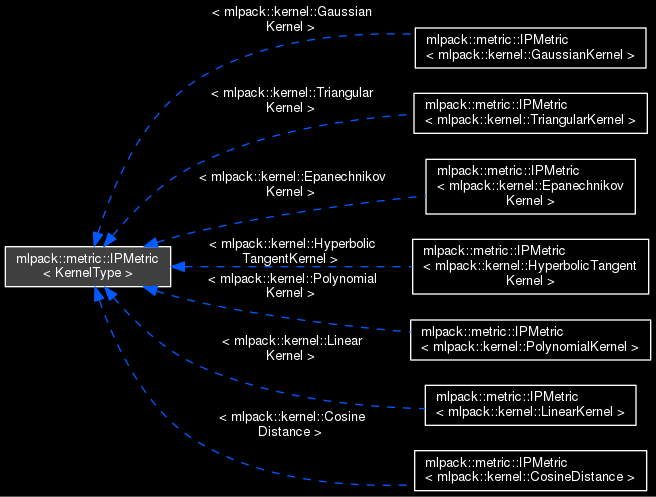 < mlpack::kernel::Gaussian
Kernel >
mlpack::metric::IPMetric
< mlpack::kernel::GaussianKernel >
< mlpack::kernel::Triangular
Kernel >
mlpack::metric::IPMetric
< mlpack::kernel::TriangularKernel >
< mlpack::kernel::Epanechnikov
Kernel >
mlpack::metric::IPMetric
< mlpack::kernel::Epanechnikov
Kernel >
mlpack::metric::IPMetric
< KernelType >
< mlpack::kernel::Hyperbolic
TangentKernel >
mlpack::metric::IPMetric
< mlpack::kernel::HyperbolicTangent
Kernel >
< mlpack::kernel::Polynomial
Kernel >
mlpack::metric::IPMetric
< mlpack::kernel::PolynomialKernel >
< mlpack::kernel::Linear
Kernel >
mlpack::metric::IPMetric
< mlpack::kernel::LinearKernel >
< mlpack::kernel::Cosine
Distance >
mlpack::metric::IPMetric
< mlpack::kernel::CosineDistance >